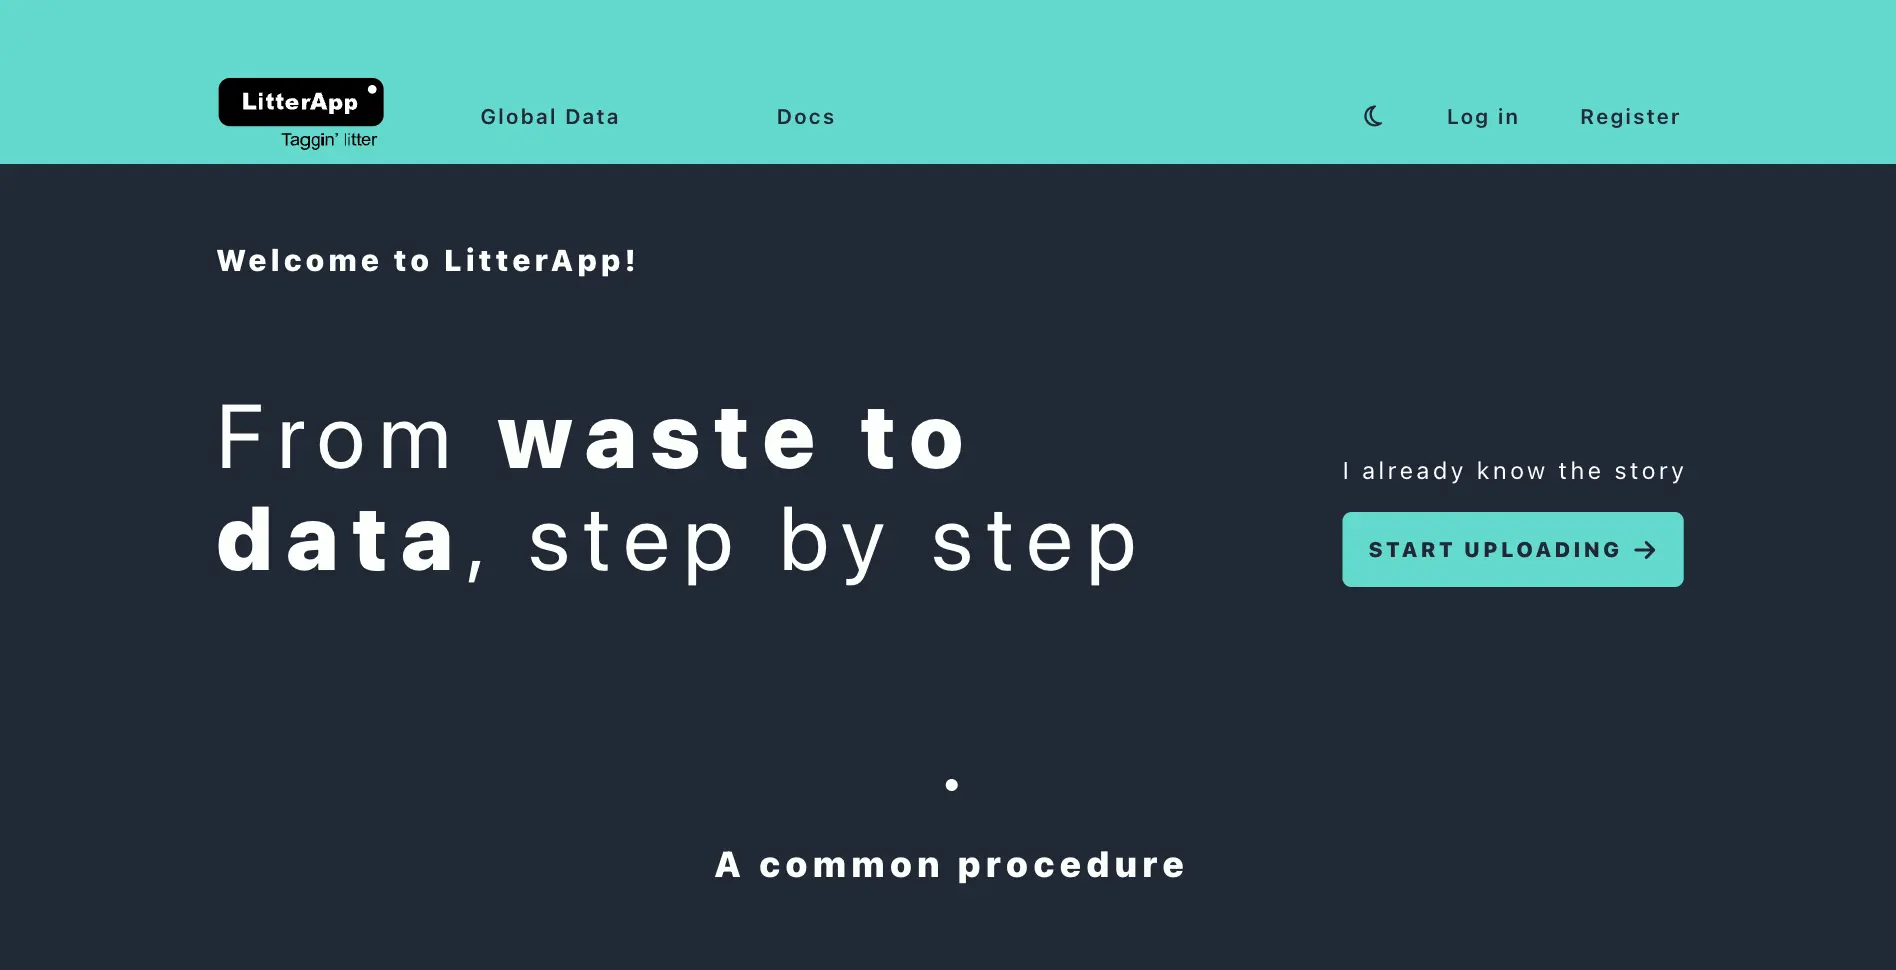 LitterApp
Taggin' litter
Global Data
Docs
Log in
Register
Welcome to LitterApp!
From waste to
data, step by step
I already know the story
START UPLOADING →
A common procedure